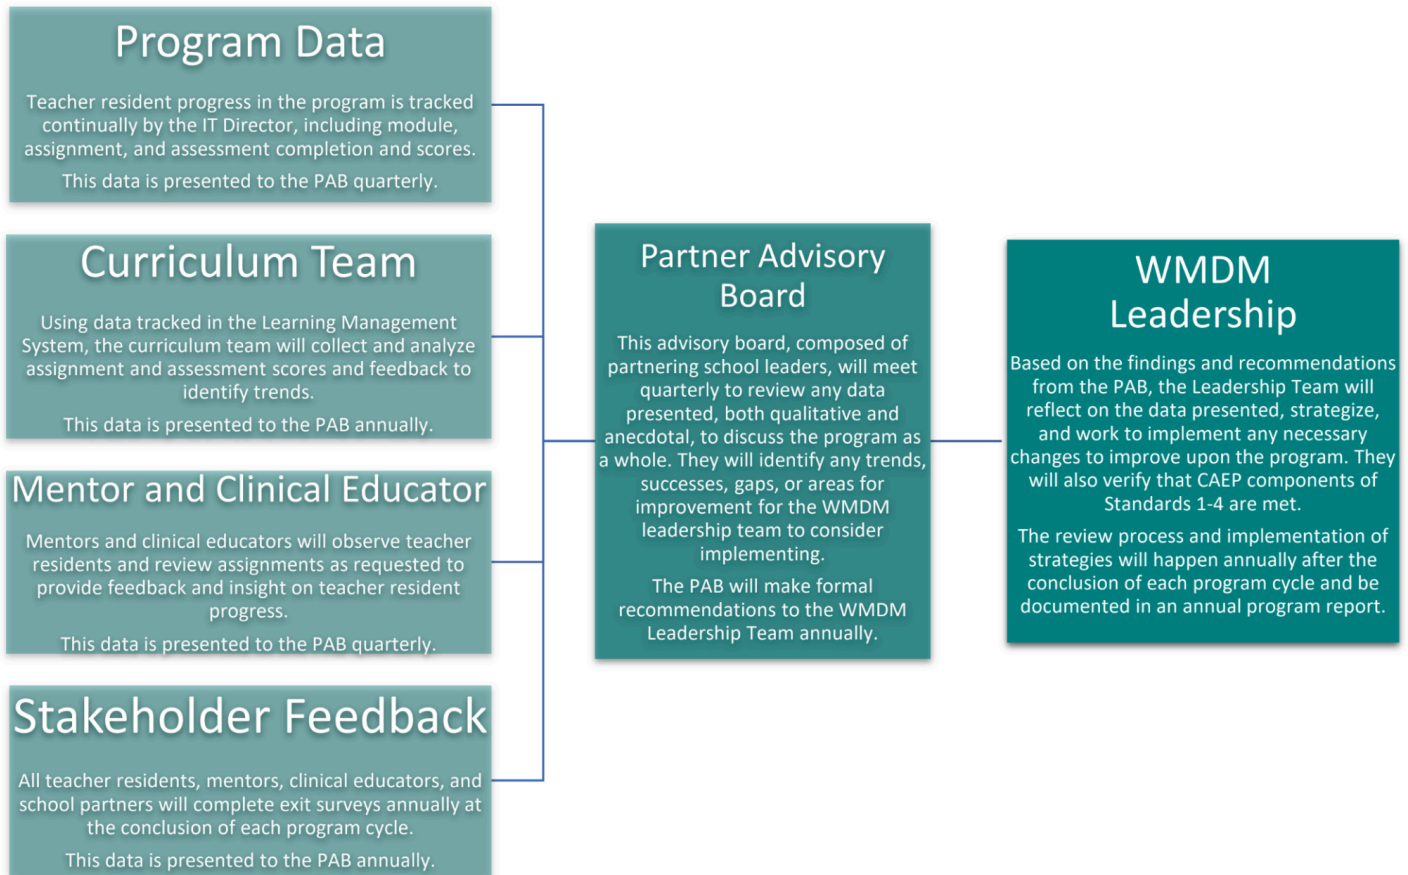 Program Data
Teacher resident progress in the program is tracked
continually by the IT Director, including module,
assignment, and assessment completion and scores.
This data is presented to the PAB quarterly.
Curriculum Team
Using data tracked in the Learning Management
System, the curriculum team will collect and analyze
assignment and assessment scores and feedback to
identify trends.
This data is presented to the PAB annually.
Mentor and Clinical Educator
Mentors and clinical educators will observe teacher
residents and review assignments as requested to
provide feedback and insight on teacher resident
progress.
This data is presented to the PAB quarterly.
Stakeholder Feedback
All teacher residents, mentors, clinical educators, and
school partners will complete exit surveys annually at
the conclusion of each program cycle.
This data is presented to the PAB annually.
Partner Advisory
Board
This advisory board, composed of
partnering school leaders, will meet
quarterly to review any data
presented, both qualitative and
anecdotal, to discuss the program as
a whole. They will identify any trends,
successes, gaps, or areas for
improvement for the WMDM
leadership team to consider
implementing.
The PAB will make formal
recommendations to the WMDM
Leadership Team annually.
WMDM
Leadership
Based on the findings and recommendations
from the PAB, the Leadership Team will
reflect on the data presented, strategize,
and work to implement any necessary
changes to improve upon the program. They
will also verify that CAEP components of
Standards 1-4 are met.
The review process and implementation of
strategies will happen annually after the
conclusion of each program cycle and be
documented in an annual program report.